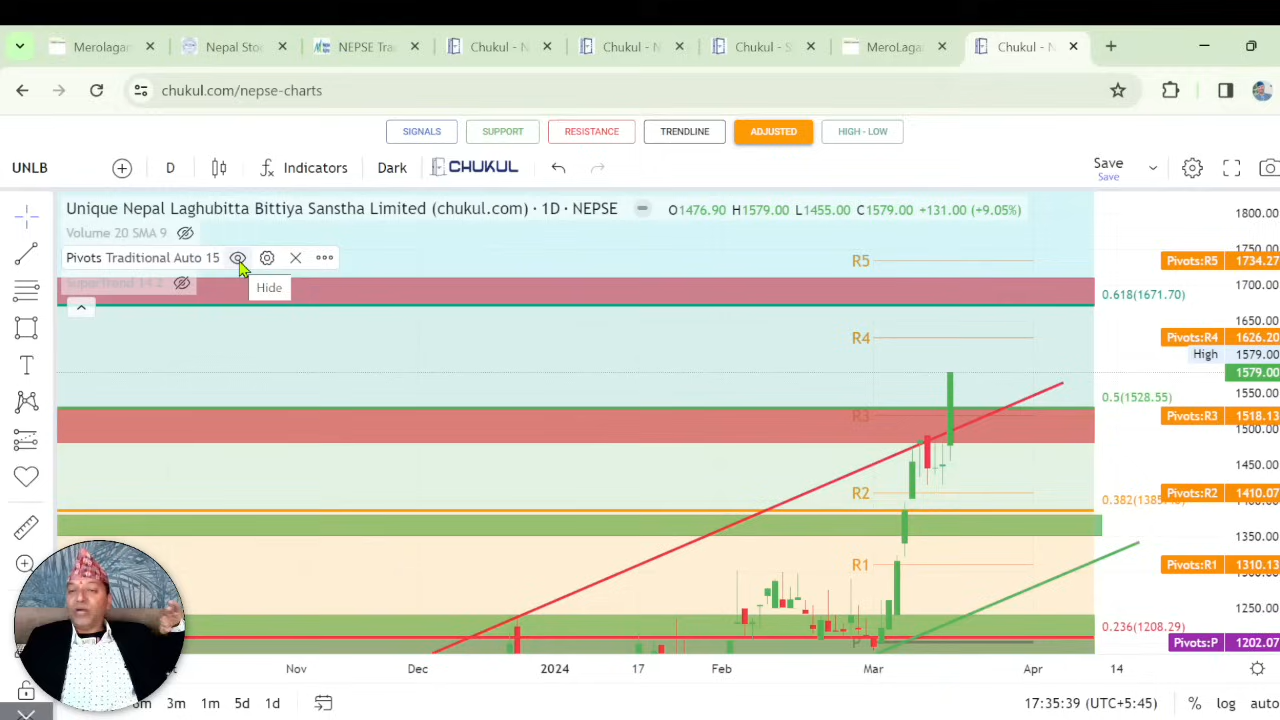 Merolagan
Nepal Stoc
NEPSE Tra
Chukul - N
Chukul - N
Chukul - S
MeroLagan
Chukul - N
chukul.com/nepse-charts
SIGNALS
SUPPORT
RESISTANCE
TRENDLINE
ADJUSTED
HIGH - LOW
UNLB
D
Indicators
Dark
CHUKUL
Save
Save
Unique Nepal Laghubitta Bittiya Sanstha Limited (chukul.com) · 1D · NEPSE
O1476.90 H1579.00 L1455.00 C1579.00 +131.00 (+9.05%)
Volume 20 SMA 9
Pivots Traditional Auto 15
SuperTrend 14 2
Hide
R5
R4
R3
R2
R1
P
0.618(1671.70)
0.5(1528.55)
0.236(1208.29)
1800.00
Pivots:R5 1734.27
1700.00
1650.00
Pivots:R4 1626.20
High 1579.00
1579.00
1550.00
Pivots:R3 1518.13
1500.00
1450.00
Pivots:R2 1410.07
1350.00
Pivots:R1 1310.13
1250.00
Pivots:P 1202.07
Nov
Dec
2024
17
Feb
Mar
Apr
14
3m
1m
5d
1d
17:35:39 (UTC+5:45)
%
log
auto